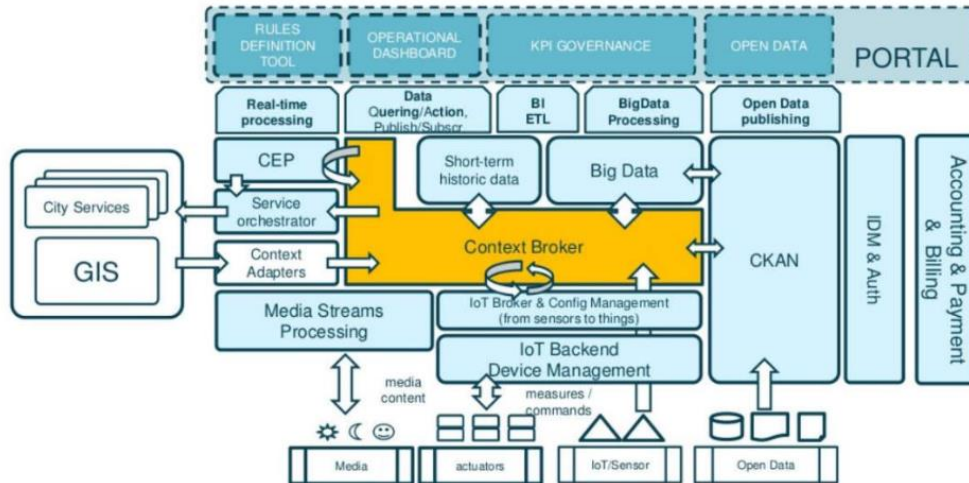 RULES
DEFINITION
TOOL
OPERATIONAL
DASHBOARD
KPI GOVERNANCE
OPEN DATA
PORTAL
Real-time
processing
Data
Quering/Action,
Publish/Subscr.
BI
ETL
BigData
Processing
Open Data
publishing
CEP
Short-term
historic data
Big Data
City Services
Service
orchestrator
Context Broker
CKAN
IDM & Auth
Accounting & Payment
& Billing
GIS
Context
Adapters
Media Streams
Processing
IoT Broker & Config Management
(from sensors to things)
IoT Backend
Device Management
media
content
measures /
commands
Media
actuators
IoT/Sensor
Open Data